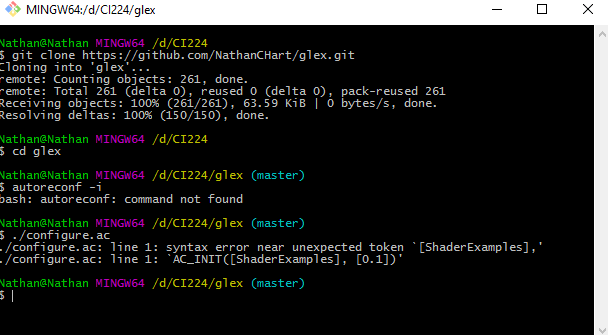 MINGW64:/d/CI224/glex
Nathan@Nathan MINGW64 /d/CI224
$ git clone https://github.com/NathanCHart/glex.git
Cloning into 'glex'...
remote: Counting objects: 261, done.
remote: Total 261 (delta 0), reused 0 (delta 0), pack-reused 261
Receiving objects: 100% (261/261), 63.59 KiB | 0 bytes/s, done.
Resolving deltas: 100% (150/150), done.
Nathan@Nathan MINGW64 /d/CI224
$ cd glex
Nathan@Nathan MINGW64 /d/CI224/glex (master)
$ autoreconf -i
bash: autoreconf: command not found
Nathan@Nathan MINGW64 /d/CI224/glex (master)
$ ./configure.ac
./configure.ac: line 1: syntax error near unexpected token `[ShaderExamples],'
./configure.ac: line 1: `AC_INIT([ShaderExamples], [0.1])'
Nathan@Nathan MINGW64 /d/CI224/glex (master)
$